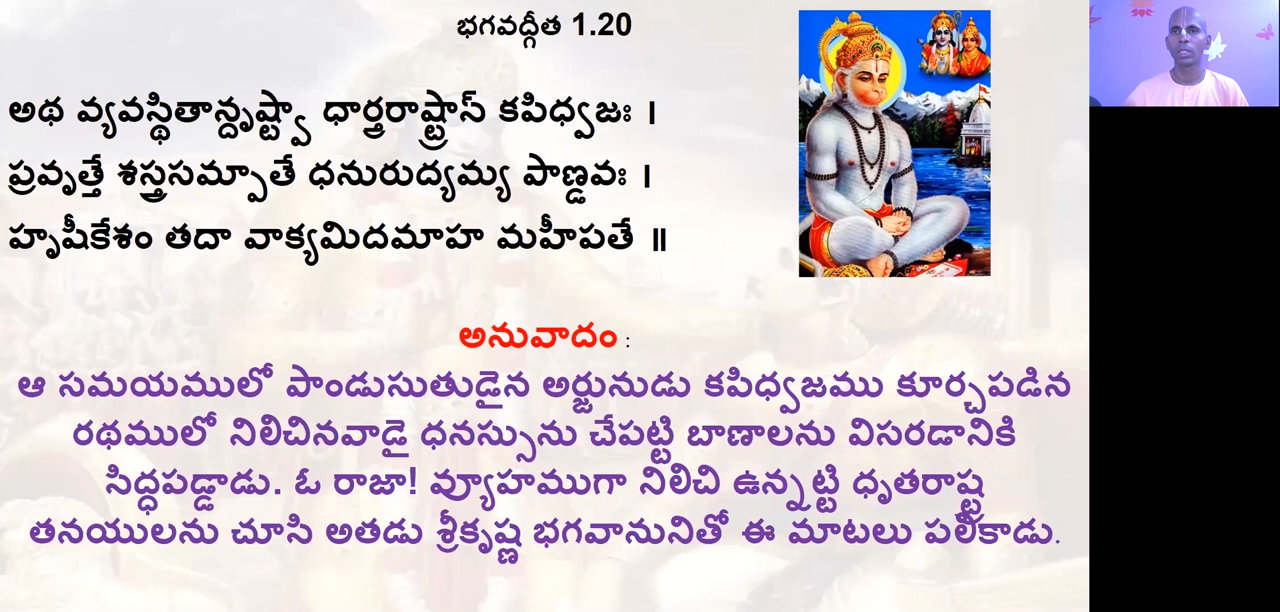 భగవద్గీత 1.20
అథ వ్యవస్థితాన్దృష్ట్వా ధార్తరాష్ట్రాన్ కపిధ్వజః ।
ప్రవృత్తే శస్త్రసమ్పాతే ధనురుద్యమ్య పాణ్డవః ।
హృషీకేశం తదా వాక్యమిదమాహ మహీపతే ॥
అనువాదం :
ఆ సమయములో పాండుసుతుడైన అర్జునుడు కపిధ్వజము కూర్చపడిన
రథములో నిలిచినవాడై ధనస్సును చేపట్టి బాణాలను విసరడానికి
సిద్ధపడ్డాడు. ఓ రాజా! వ్యూహముగా నిలిచి ఉన్నట్టి ధృతరాష్ట్ర
తనయులను చూసి అతడు శ్రీకృష్ణ భగవానునితో ఈ మాటలు పలికాడు.